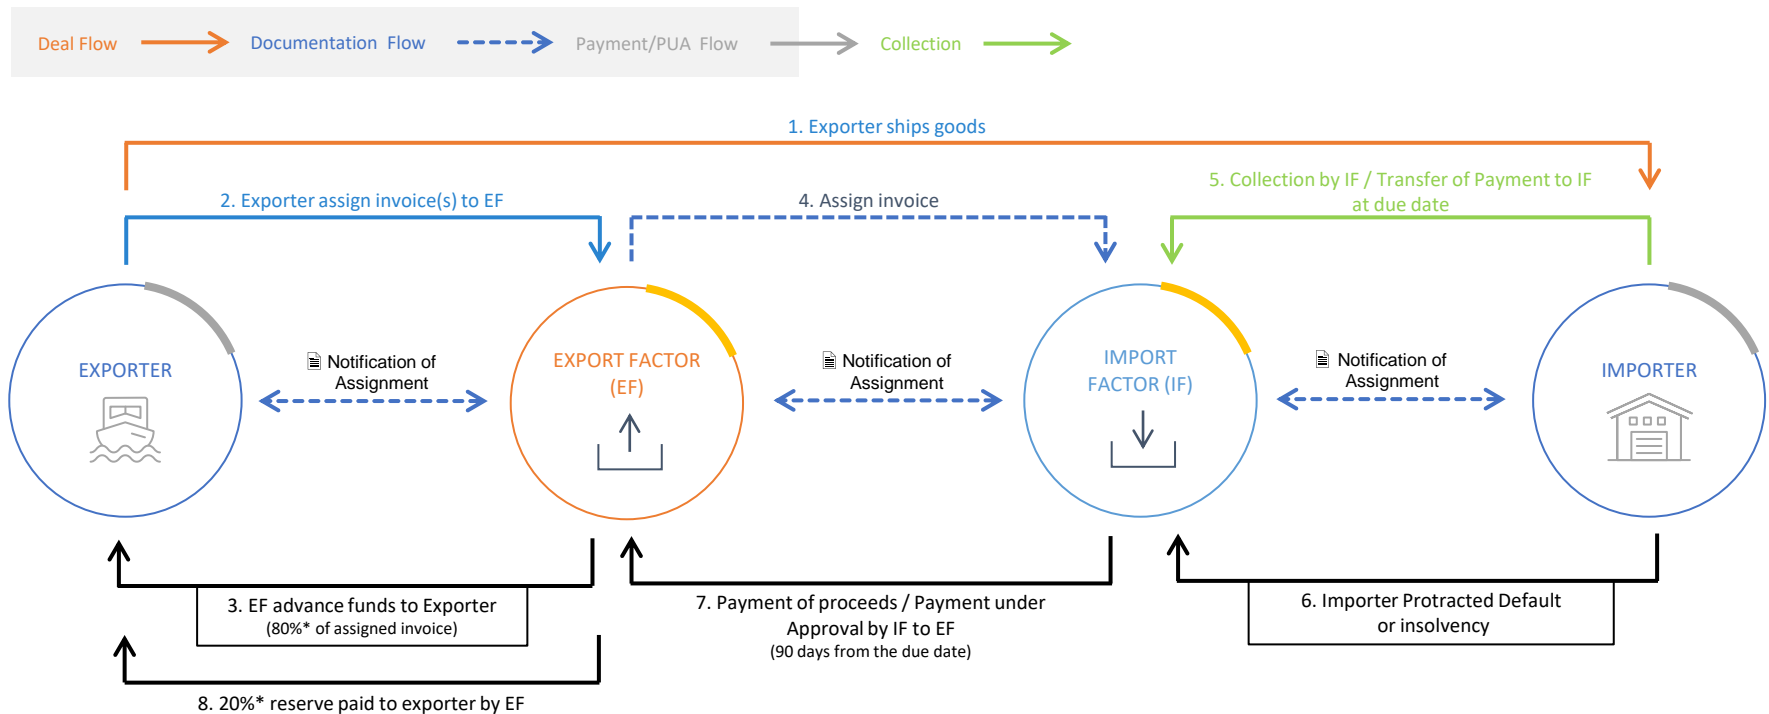 Deal Flow
Documentation Flow
Payment/PUA Flow
Collection
1. Exporter ships goods
2. Exporter assign invoice(s) to EF
4. Assign invoice
5. Collection by IF / Transfer of Payment to IF
at due date
EXPORTER
Notification of
Assignment
EXPORT FACTOR
(EF)
Notification of
Assignment
IMPORT
FACTOR (IF)
Notification of
Assignment
IMPORTER
3. EF advance funds to Exporter
(80%* of assigned invoice)
7. Payment of proceeds / Payment under
Approval by IF to EF
(90 days from the due date)
6. Importer Protracted Default
or insolvency
8. 20%* reserve paid to exporter by EF